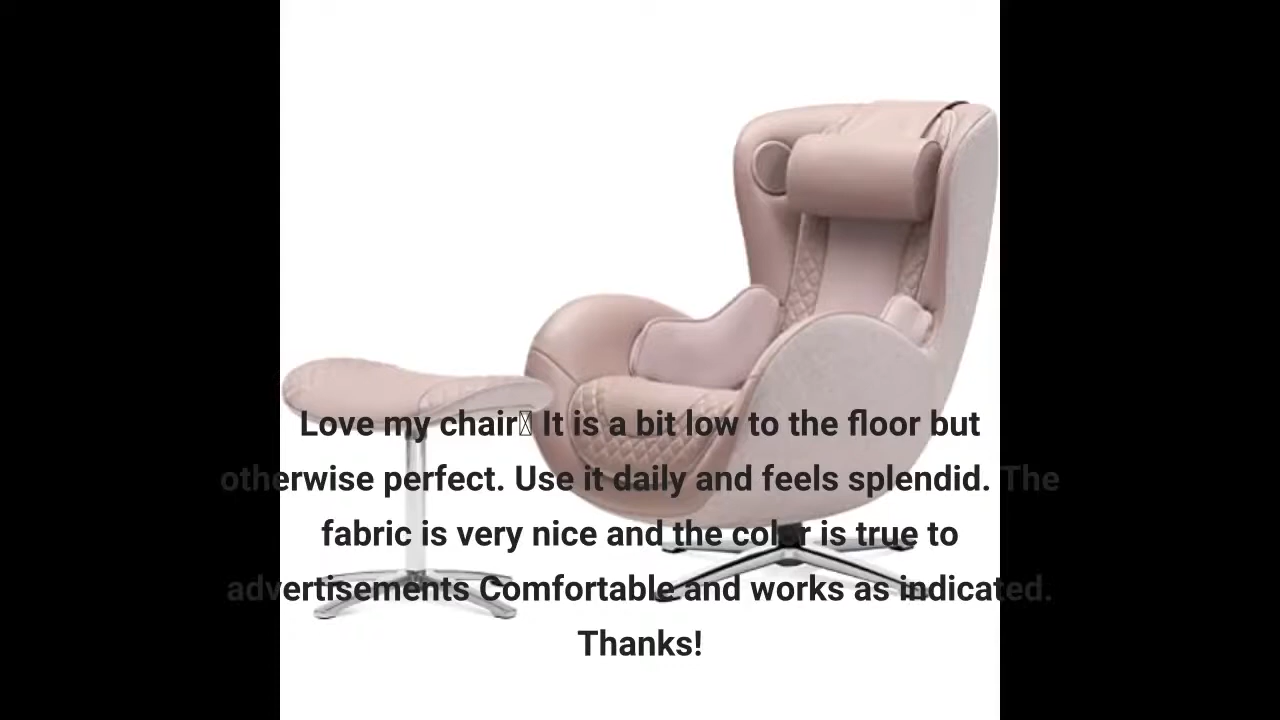 Love my chair▯ It is a bit low to the floor but
otherwise perfect. Use it daily and feels splendid. The
fabric is very nice and the color is true to
advertisements Comfortable and works as indicated.
Thanks!